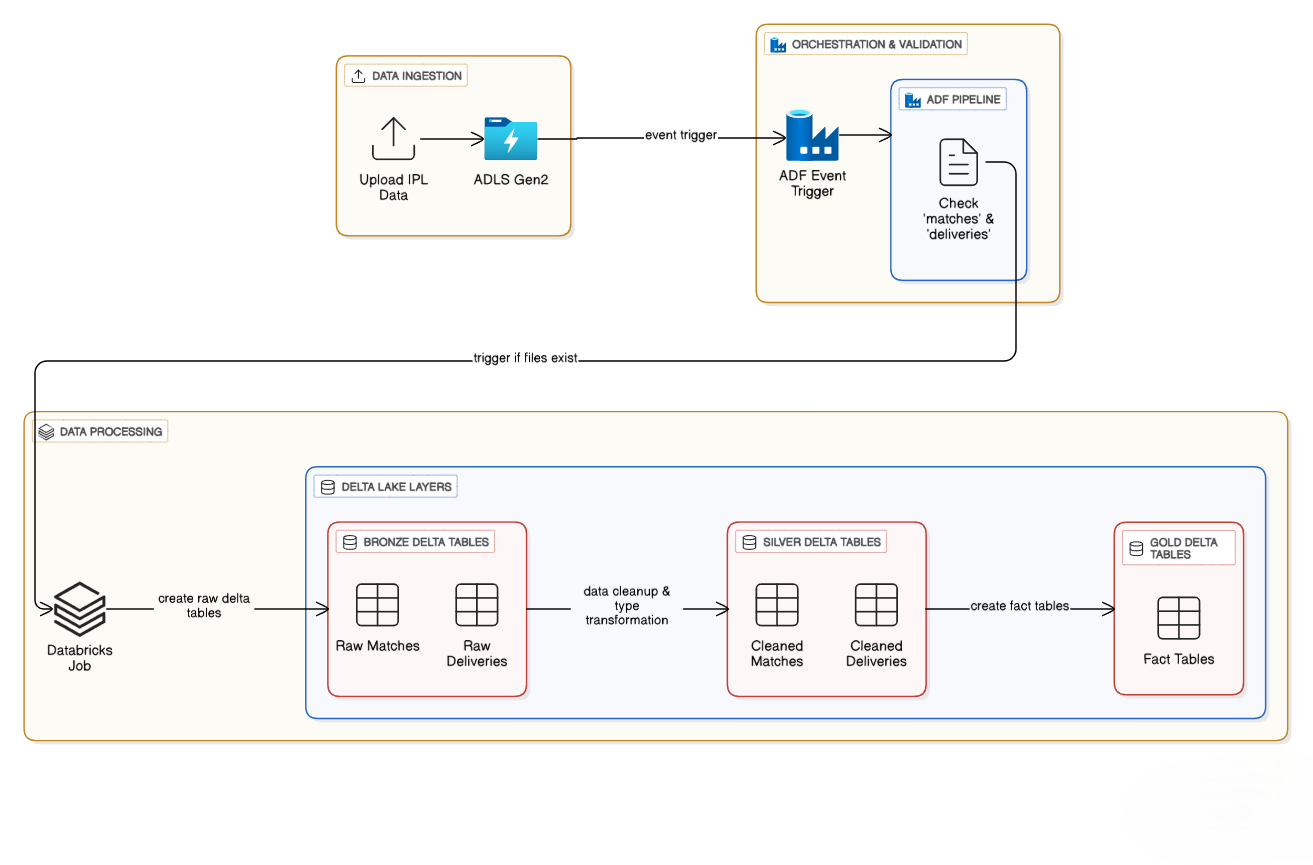 DATA INGESTION
Upload IPL
Data
ADLS Gen2
event trigger
ORCHESTRATION & VALIDATION
ADF Event
Trigger
ADF PIPELINE
Check
'matches' &
'deliveries'
trigger if files exist
DATA PROCESSING
Databricks
Job
create raw delta
tables
DELTA LAKE LAYERS
BRONZE DELTA TABLES
Raw Matches
Raw
Deliveries
data cleanup &
type
transformation
SILVER DELTA TABLES
Cleaned
Matches
Cleaned
Deliveries
create fact tables
GOLD DELTA
TABLES
Fact Tables